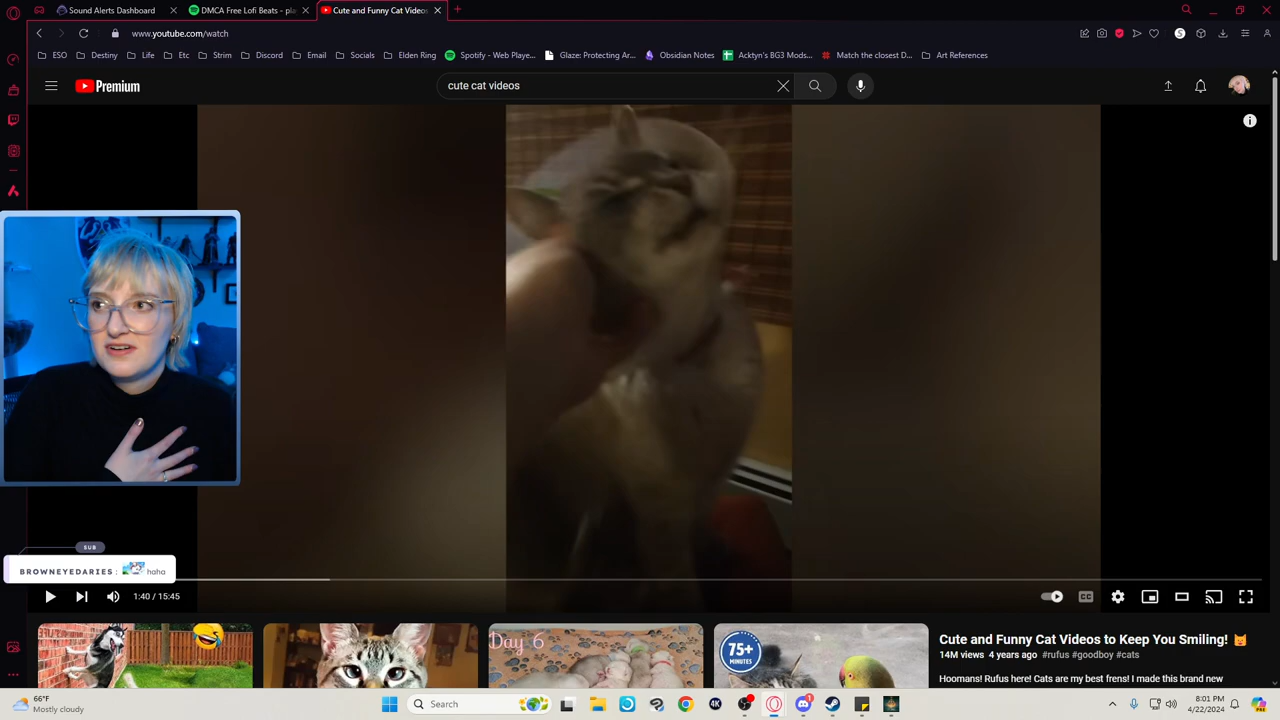 Sound Alerts Dashboard
DMCA Free Lofi Beats - pla
Cute and Funny Cat Videos
www.youtube.com/watch
ESO Destiny Life Etc Strim Discord Email Socials Elden Ring Spotify - Web Playe... Glaze: Protecting Ar... Obsidian Notes Acktyn's BG3 Mods... Match the closest D... Art References
Premium
cute cat videos
SUB
BROWNEYEDARIES : haha
1:40 / 15:45
CC
Day 6
75+
MINUTES
Cute and Funny Cat Videos to Keep You Smiling! 🐱
14M views 4 years ago #rufus #goodboy #cats
Hoomans! Rufus here! Cats are my best frens! I made this brand new
66°F
Mostly cloudy
Search
4K
1
8:01 PM
4/22/2024